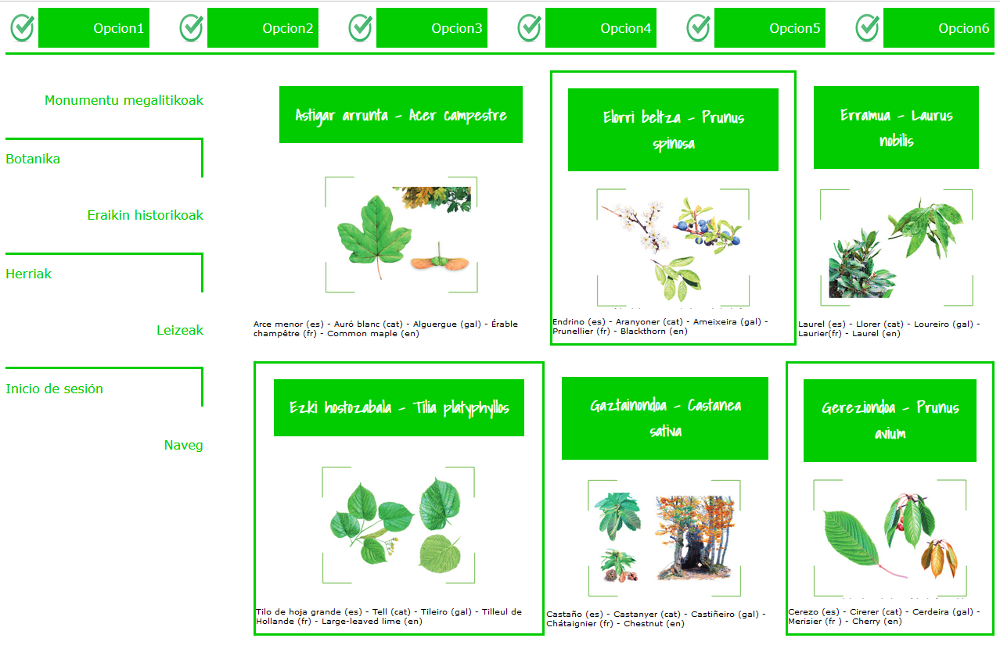 Opcion1
Opcion2
Opcion3
Opcion4
Opcion5
Opcion6
Monumentu megalitikoak
Botanika
Eraikin historikoak
Herriak
Leizeak
Inicio de sesión
Naveg
Astigar arrunta - Acer campestre
Arce menor (es) - Auró blanc (cat) - Alguergue (gal) - Érable
champêtre (fr) - Common maple (en)
Elorri beltza - Prunus
spinosa
Endrino (es) - Aranyoner (cat) - Ameixeira (gal) -
Prunellier (fr) - Blackthorn (en)
Erramua - Laurus
nobilis
Laurel (es) - Llorer (cat) - Loureiro (gal) -
Laurier(fr) - Laurel (en)
Ezki hostozabala - Tilia platyphyllos
Tilo de hoja grande (es) - Tell (cat) - Tileiro (gal) - Tilleul de
Hollande (fr) - Large-leaved lime (en)
Gaztainondoa - Castanea
sativa
Castaño (es) - Castanyer (cat) - Castiñeiro (gal) -
Chátaignier (fr) - Chestnut (en)
Gereziondoa - Prunus
avium
Cerezo (es) - Cirerer (cat) - Cerdeira (gal) -
Merisier (fr ) - Cherry (en)